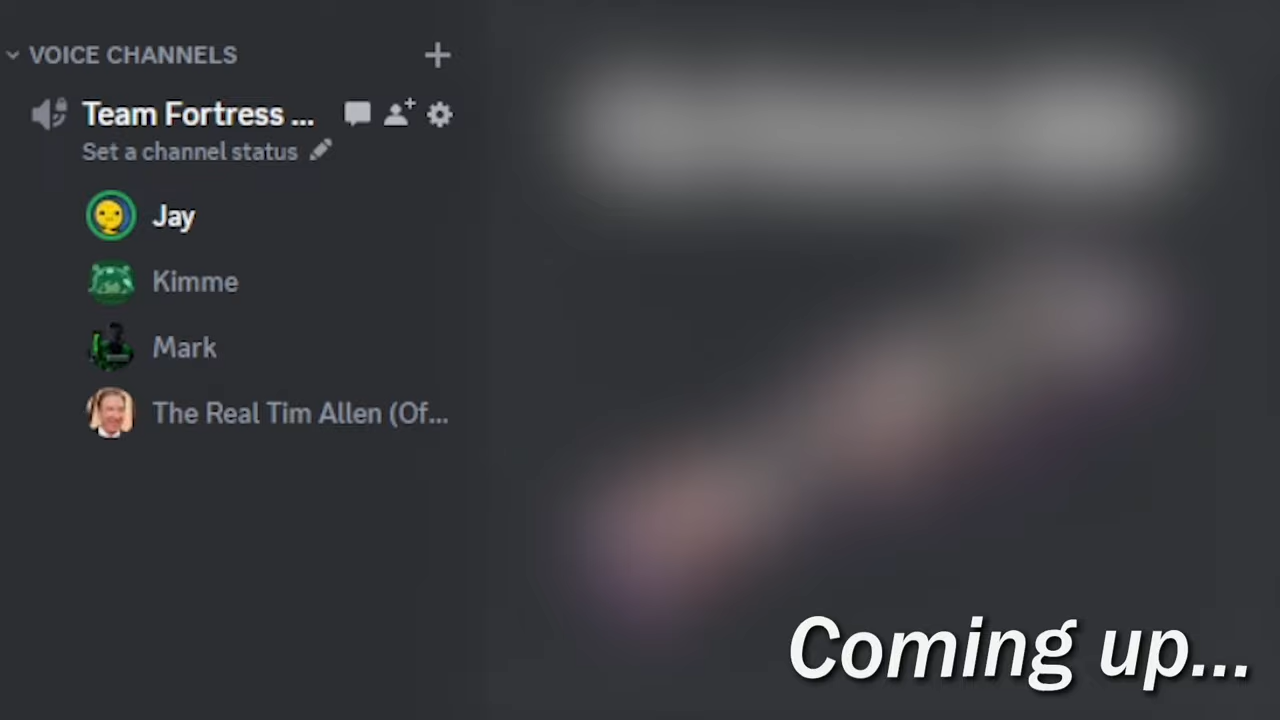 VOICE CHANNELS
Team Fortress ...
Set a channel status
Jay
Kimme
Mark
The Real Tim Allen (Of...
Coming up...